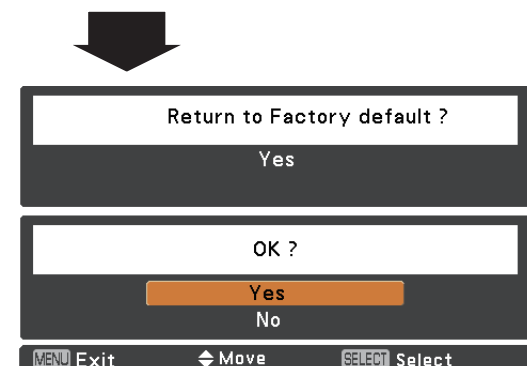 Return to Factory default ?
Yes
OK ?
Yes
No
MENU Exit Move SELECT Select